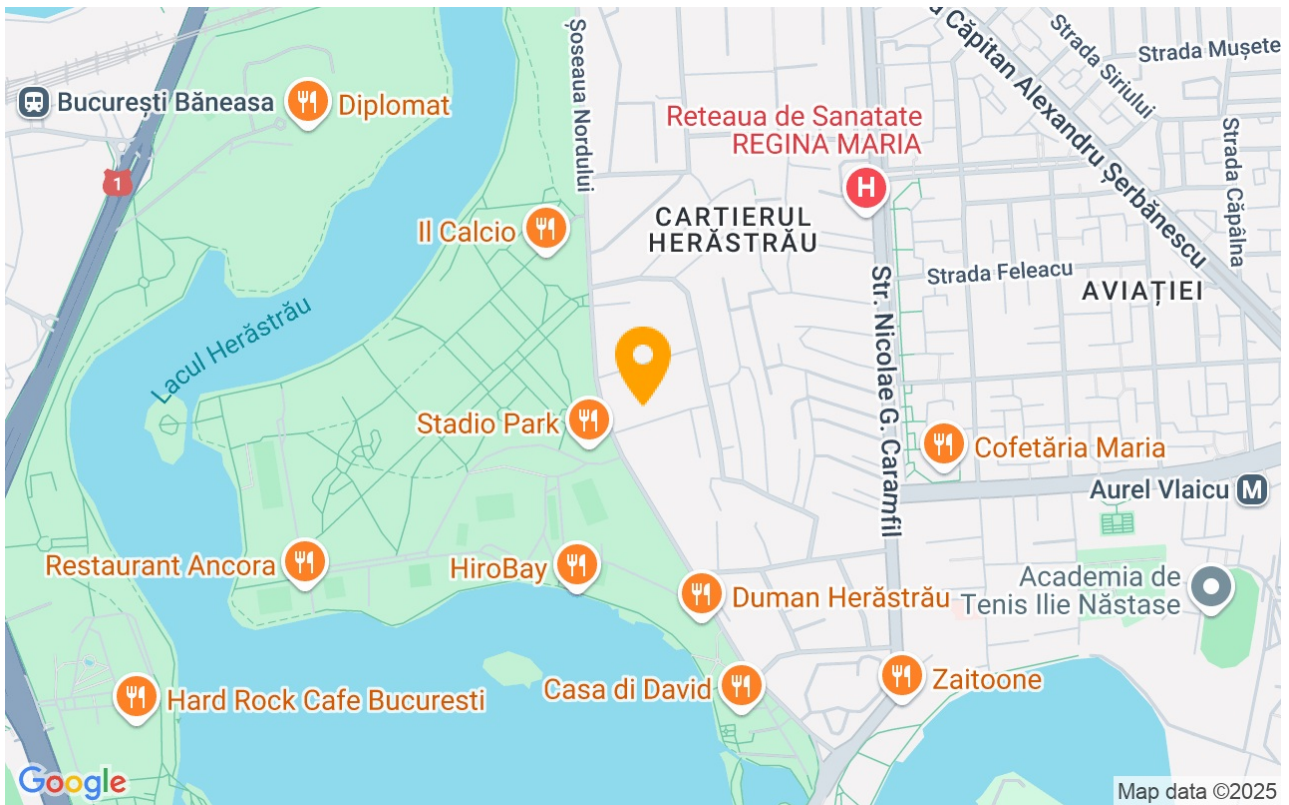 Șoseaua Nordului
Căpitan Alexandru Șerbănescu
Strada Siriului
Strada Mușete
București Băneasa
Diplomat
Reteaua de Sanatate
REGINA MARIA
H
1
Strada Căpâlna
Il Calcio
CARTIERUL
HERĂSTRĂU
Strada Feleacu
AVIAȚIEI
Lacul Herăstrău
Str. Nicolae G. Caramfil
Stadio Park
Cofetăria Maria
Aurel Vlaicu M
Restaurant Ancora
HiroBay
Duman Herăstrău
Academia de
Tenis Ilie Năstase
Hard Rock Cafe Bucuresti
Casa di David
Zaitoone
Google
Map data ©2025